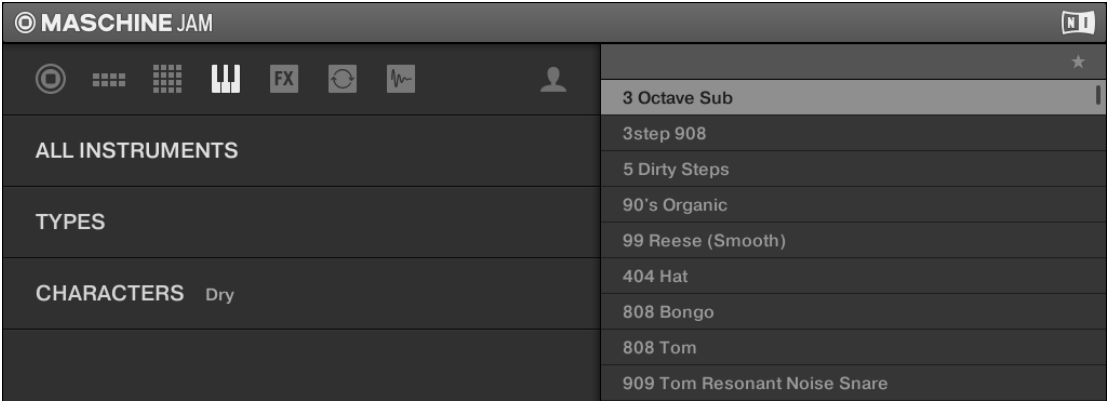 MASCHINE JAM
NI
FX
ALL INSTRUMENTS
TYPES
CHARACTERS Dry
3 Octave Sub
3step 908
5 Dirty Steps
90's Organic
99 Reese (Smooth)
404 Hat
808 Bongo
808 Tom
909 Tom Resonant Noise Snare